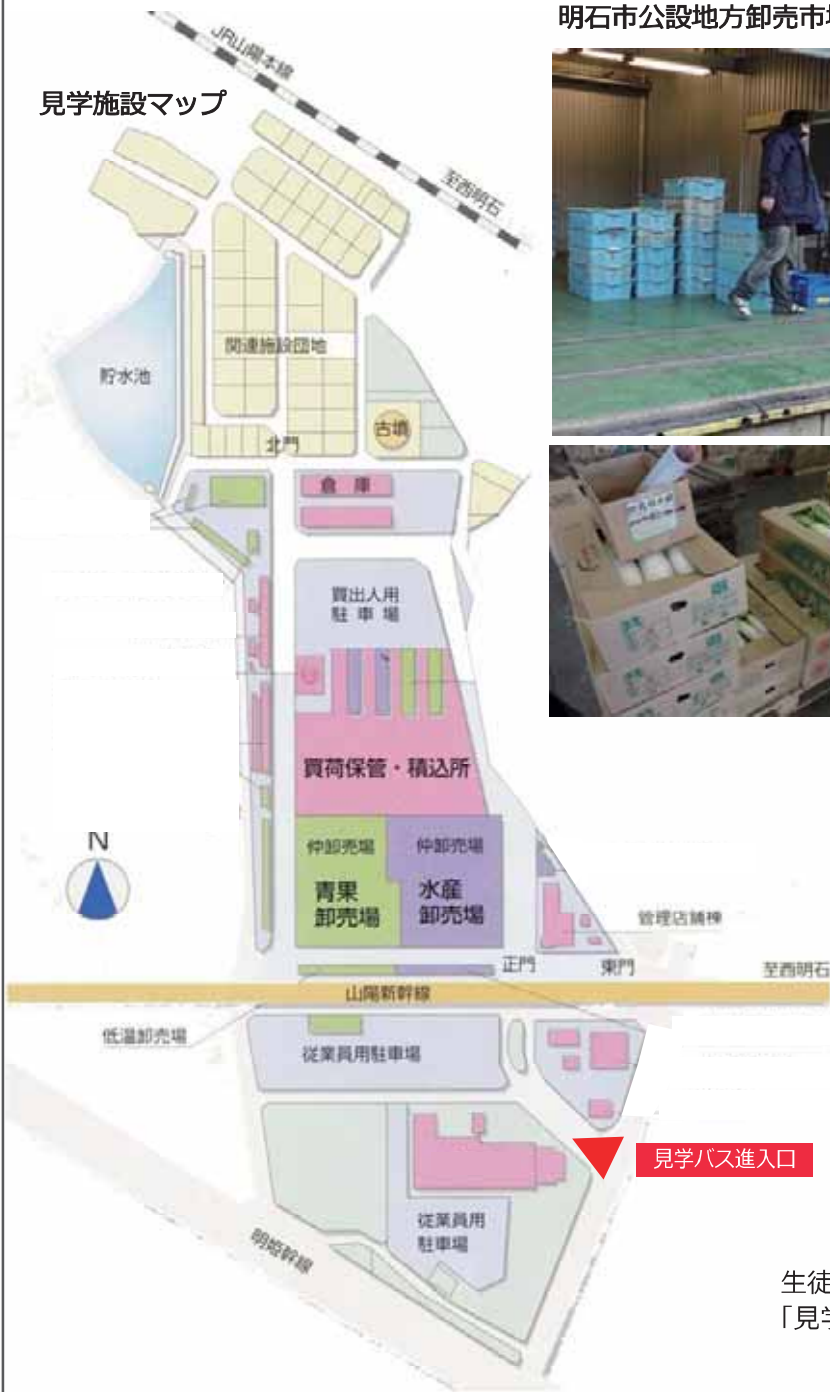 明石市公設地方卸売市場
見学施設マップ
JR山陽本線
至西明石
関連施設団地
貯水池
北門
古墳
倉庫
買出人用
駐車場
買荷保管・積込所
N
仲卸売場
仲卸売場
青果
卸売場
水産
卸売場
管理店舗棟
正門
東門
至西明石
山陽新幹線
低温卸売場
従業員用駐車場
見学バス進入口
従業員用
駐車場
明姫幹線
生徒
「見学